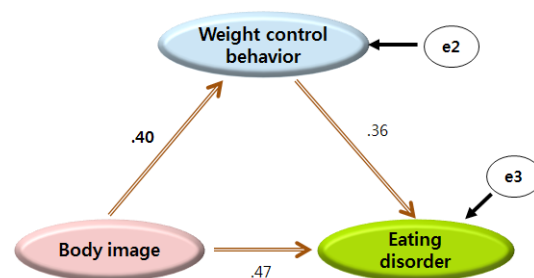 Weight control
behavior
e2
.40
.36
e3
Body image
Eating
disorder
.47